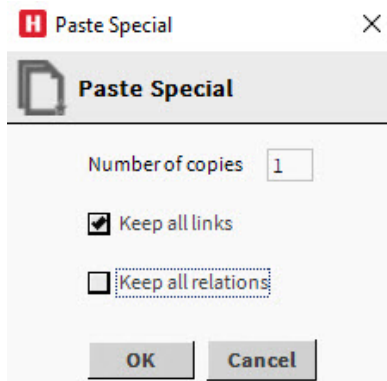 H Paste Special
Paste Special
Number of copies 1
Keep all links
Keep all relations
OK Cancel